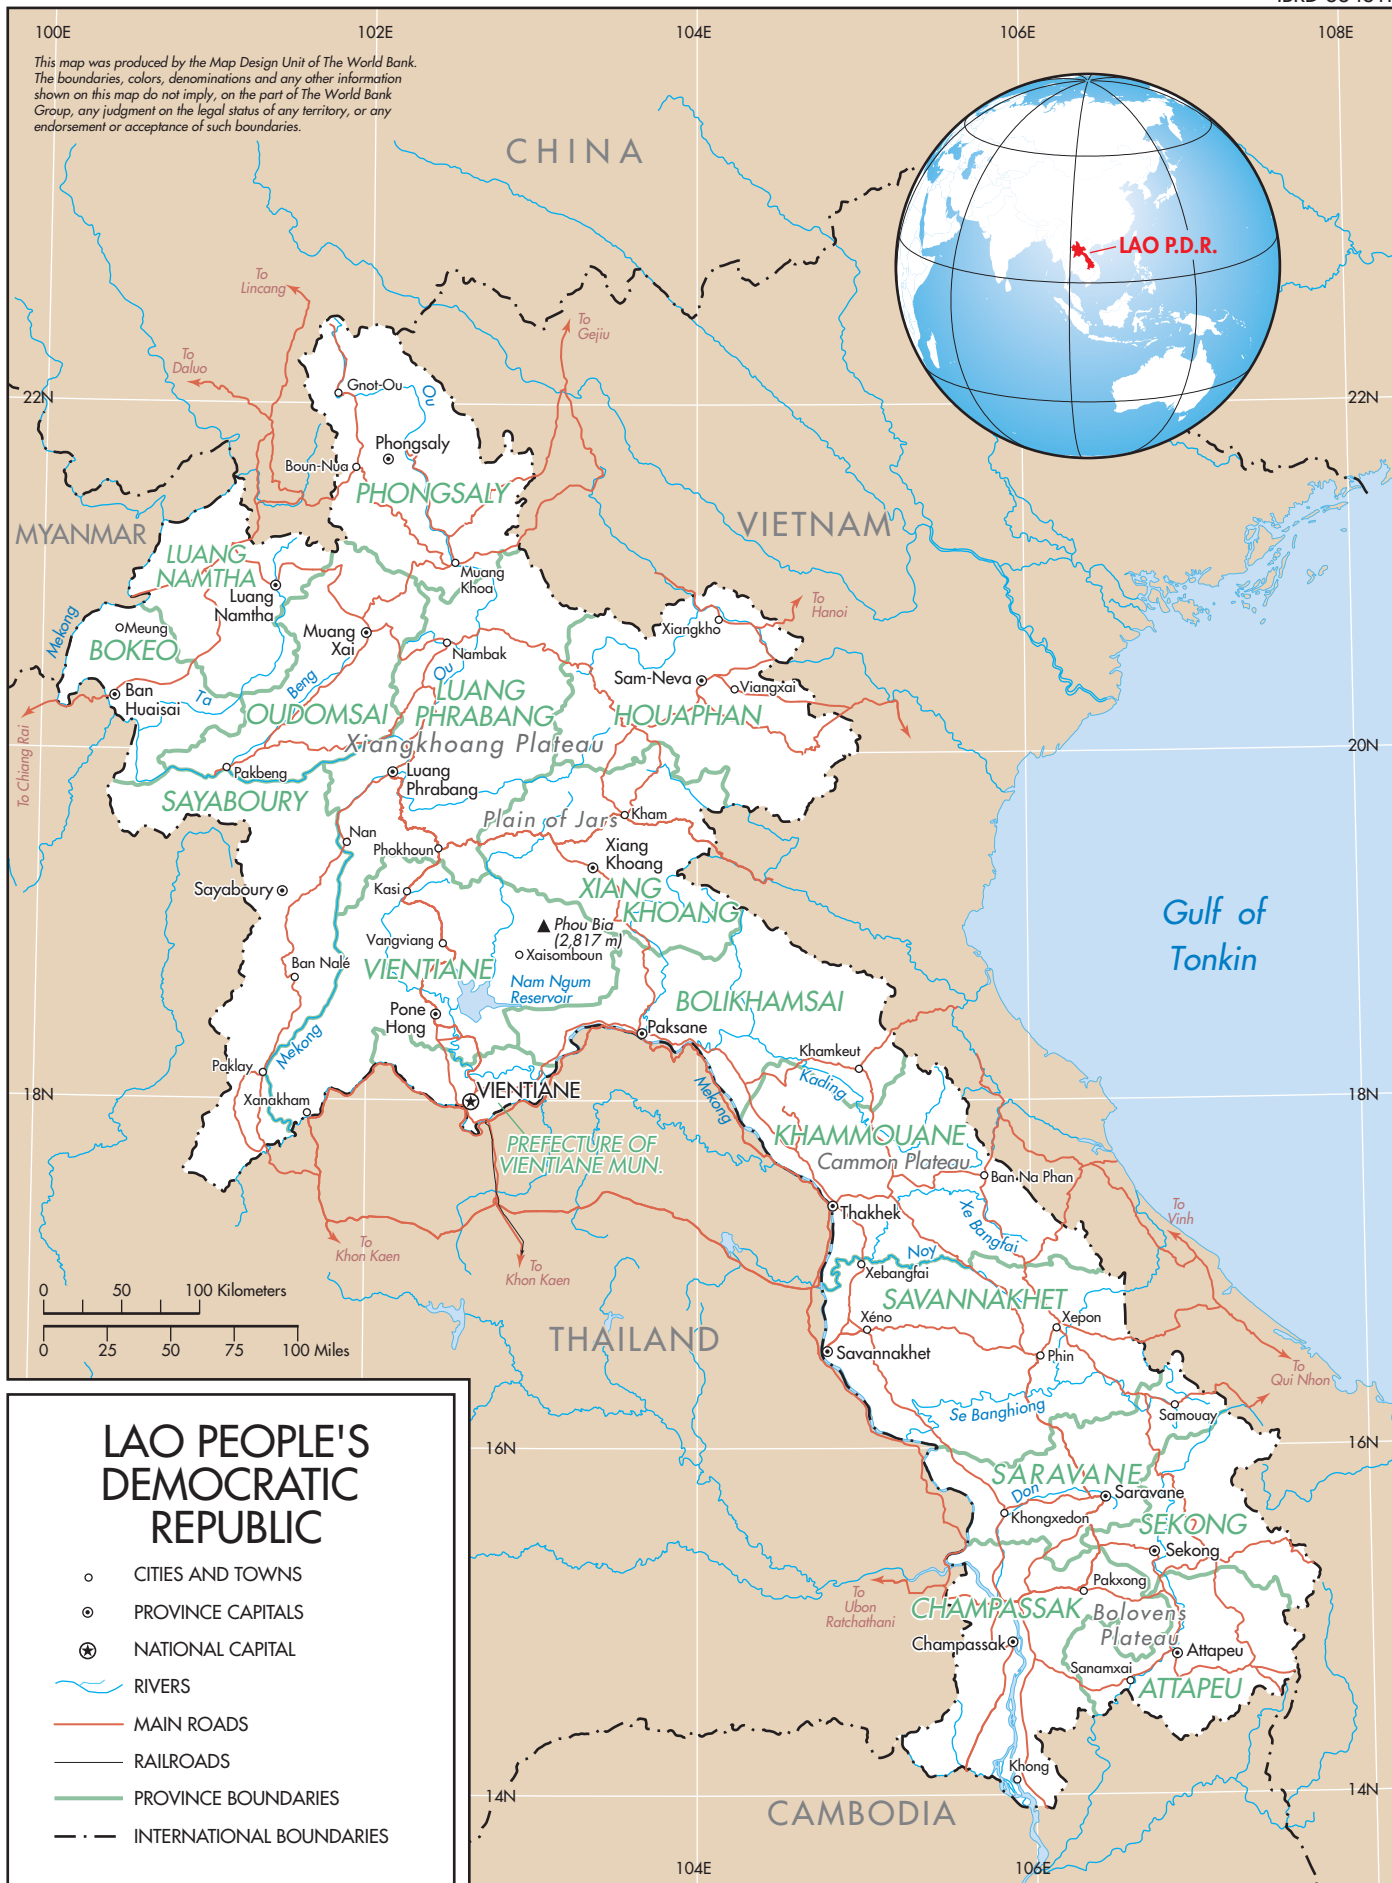 100E
102E
104E
106E
108E
This map was produced by the Map Design Unit of The World Bank.
The boundaries, colors, denominations and any other information
shown on this map do not imply, on the part of The World Bank
Group, any judgment on the legal status of any territory, or any
endorsement or acceptance of such boundaries.
CHINA
LAO P.D.R.
To
Lincang
To
Gejiu
To
Daluo
22N
22N
Gnot-Ou
Ou
Phongsaly
Boun-Nua
PHONGSALY
MYANMAR
VIETNAM
LUANG
NAMTHA
Muang
Khoa
Luang
Namtha
To
Hanoi
Mekong
Meung
BOKEO
Muang
Xai
Xiangkho
Nambak
Ou
Sam-Neva
Viangxai
Ban
Huaisai
Ta
Beng
LUANG
PHRABANG
OUDOMSAI
HOUAPHAN
Xiangkhoang Plateau
20N
To Chiang Rai
Pakbeng
Luang
Phrabang
SAYABOURY
Plain of Jars
Kham
Nan
Phokhoun
Xiang
Khoang
Sayaboury
Kasi
XIANG
KHOANG
Gulf of
Tonkin
Phou Bia
(2,817 m)
Vangviang
Xaisomboun
Ban Nalé
VIENTIANE
Nam Ngum
Reservoir
BOLIKHAMSAI
Pone
Hong
Paksane
Mekong
Khamkeut
Paklay
Kading
Mekong
18N
18N
Xanakham
VIENTIANE
PREFECTURE OF
VIENTIANE MUN.
KHAMMOUANE
Cammon Plateau
Ban Na Phan
Thakhek
Xe Bangfai
To
Vinh
To
Khon Kaen
To
Khon Kaen
Noy
Xebangfai
0
50
100 Kilometers
0
25
50
75
100 Miles
SAVANNAKHET
Xéno
Xepon
THAILAND
Savannakhet
Phin
To
Qui Nhon
Se Banghiong
Samouay
16N
16N
LAO PEOPLE'S
DEMOCRATIC
REPUBLIC
SARAVANE
Don
Saravane
Khongxedon
SEKONG
Sekong
CITIES AND TOWNS
PROVINCE CAPITALS
NATIONAL CAPITAL
RIVERS
MAIN ROADS
RAILROADS
PROVINCE BOUNDARIES
INTERNATIONAL BOUNDARIES
To
Ubon
Ratchathani
Pakxong
CHAMPASSAK
Bolovens
Plateau
Champassak
Attapeu
Sanamxai
ATTAPEU
Khong
14N
14N
CAMBODIA
104E
106E